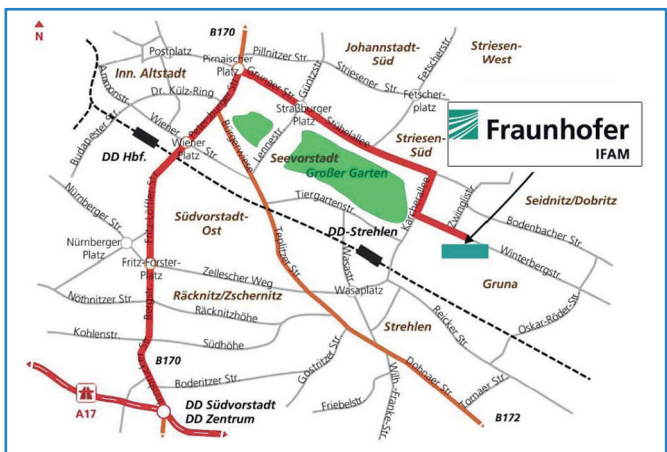 N
B170
Postplatz
Pirnaischer
Platz
Pillnitzer Str.
Johannstadt-
Süd
Striesen-
West
Inn. Altstadt
Ammonstr.
Dr. Külz-Ring
Grunaer Str.
Güntzstr.
Striesener Str.
Fetscherstr.
Fetscher-
platz
Budapester Str.
Wiener
Str.
Petersburger Str.
Straßburger
Platz
Stübelallee
Striesen-
Süd
Fraunhofer
IFAM
DD Hbf.
Wiener
Platz
Bürgerwiese
Lennéstr.
Seevorstadt
Großer Garten
Nürnberger Str.
Fritz-Löffler-Str.
Tiergartenstr.
Karcherallee
Zwinglistr.
Seidnitz/Dobritz
Südvorstadt-
Ost
DD-Strehlen
Bodenbacher Str.
Nürnberger
Platz
Winterbergstr.
Fritz-Förster-
Platz
Teplitzer Str.
Wasastr.
Zellescher Weg
Wasaplatz
Gruna
Nöthnitzer Str.
Bergstr.
Räcknitz/Zschernitz
Räcknitzhöhe
Reicker Str.
Oskar-Röder-Str.
Strehlen
Kohlenstr.
Südhöhe
B170
Gostritzer Str.
Dohnaer Str.
Boderitzer Str.
Wilh.-Franke-Str.
Tornaer Str.
A17
DD Südvorstadt
DD Zentrum
Friebelstr.
B172